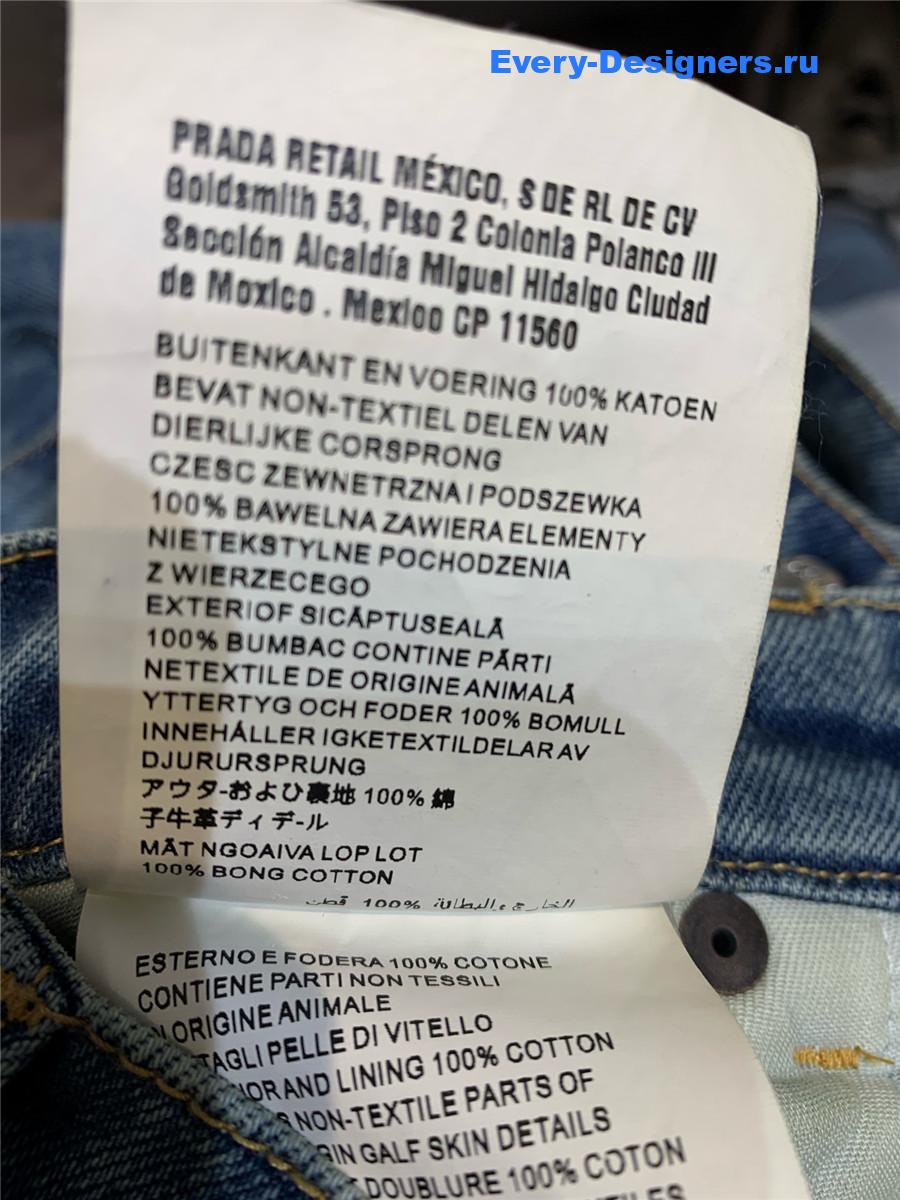 Every-Designers.ru
PRADA RETAIL MÉXICO, S DE RL DE CV
Goldsmith 53, Piso 2 Colonia Polanco III
Sección Alcaldía Miguel Hidalgo Ciudad
de Moxico . Mexioo CP 11560
BUITENKANT EN VOERING 100% KATOEN
BEVAT NON-TEXTIEL DELEN VAN
DIERLIJKE CORSPRONG
CZESC ZEWNETRZNA I PODSZEWKA
100% BAWELNA ZAWIERA ELEMENTY
NIETEKSTYLNE POCHODZENIA
Z WIERZECEGO
EXTERIOF SICĂPTUSEALĂ
100% BUMBAC CONTINE PĂRTI
NETEXTILE DE ORIGINE ANIMALĂ
YTTERTYG OCH FODER 100% BOMULL
INNEHÅLLER IGKETEXTILDELAR AV
DJURURSPRUNG
アウタ-および裏地 100% 綿
子牛革ディデ-ル
MĂT NGOAIVA LOP LOT
100% BONG COTTON
الخارج والبطانة 100% قطن
ESTERNO E FODERA 100% COTONE
CONTIENE PARTI NON TESSILI
ORIGINE ANIMALE
TAGLI PELLE DI VITELLO
AND LINING 100% COTTON
NON-TEXTILE PARTS OF
GALF SKIN DETAILS
DOUBLURE 100% COTON